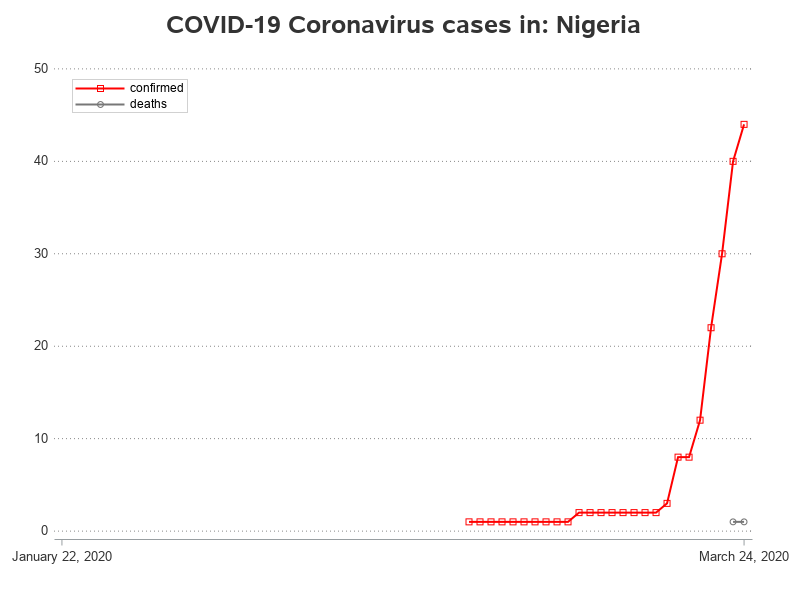 COVID-19 Coronavirus cases in: Nigeria
50
confirmed
deaths
40
30
20
10
0
January 22, 2020
March 24, 2020